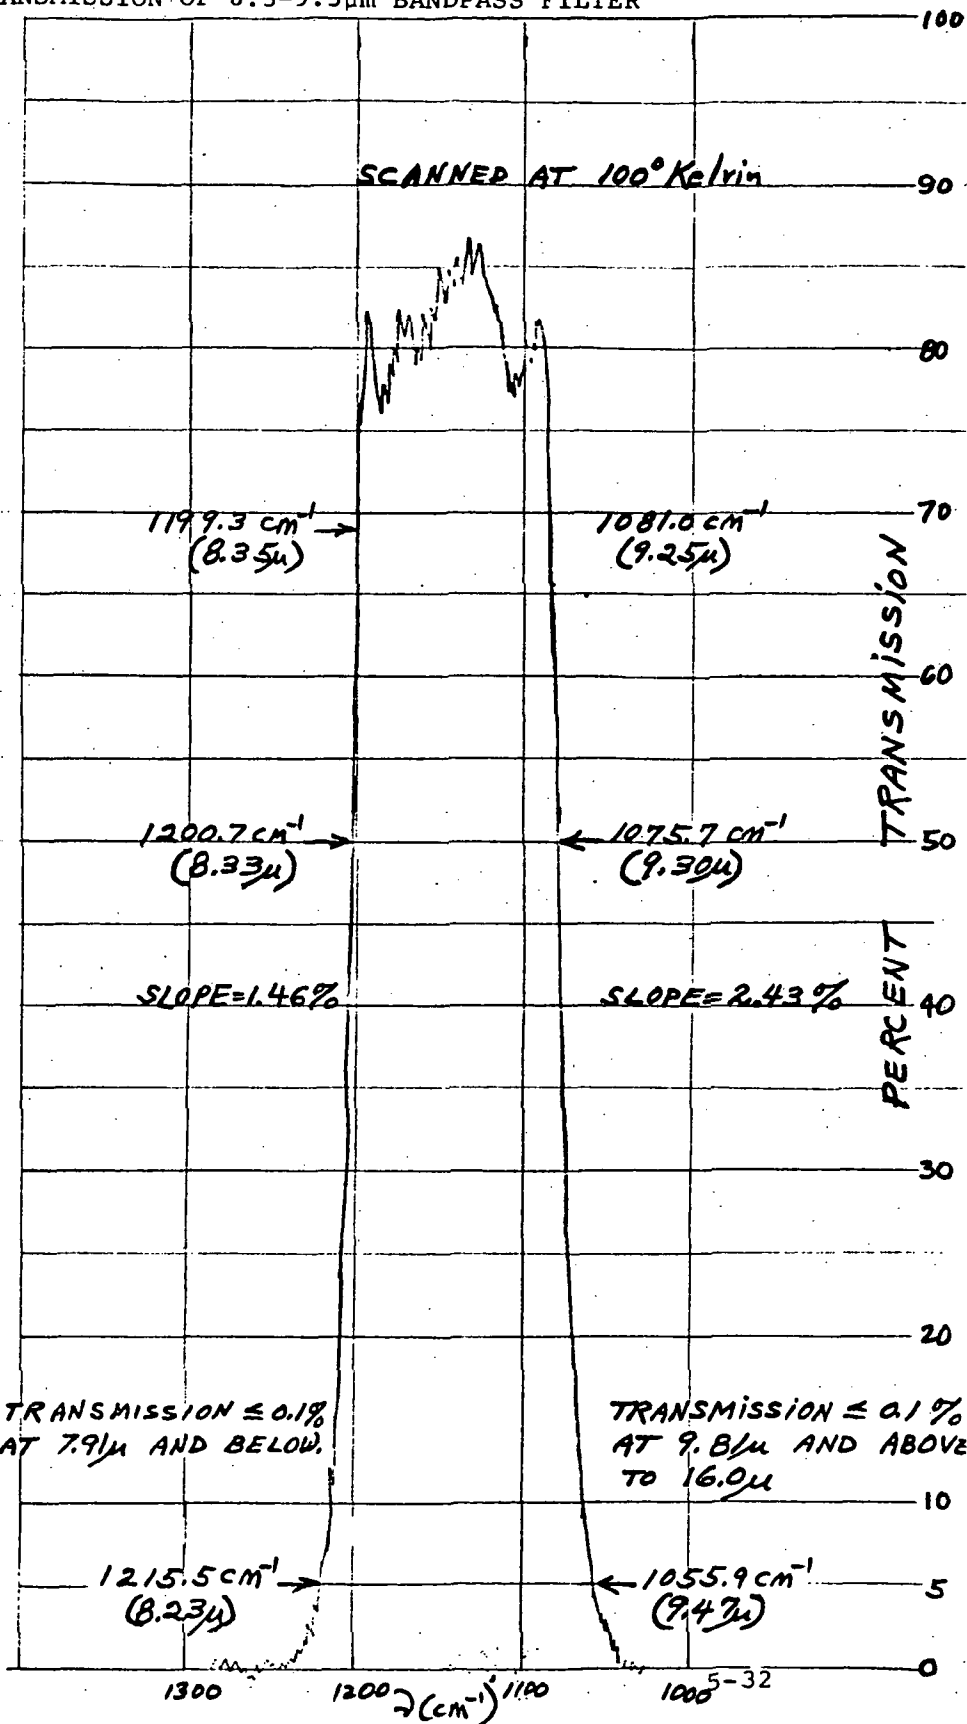 ANSMISSION OF 8.3-9.3μm BANDPASS FILTER
100
SCANNED AT 100° Kelvin
90
80
1199.3 cm⁻¹
(8.35μ)
1081.0 cm⁻¹
(9.25μ)
70
60
PERCENT TRANSMISSION
1200.7 cm⁻¹
(8.33μ)
1075.7 cm⁻¹
(9.30μ)
50
SLOPE=1.46%
SLOPE=2.43%
40
30
20
TRANSMISSION ≤ 0.1%
AT 7.91μ AND BELOW.
TRANSMISSION ≤ 0.1%
AT 9.81μ AND ABOVE
TO 16.0μ
10
1215.5 cm⁻¹
(8.23μ)
1055.9 cm⁻¹
(9.47μ)
5
0
1300 1200 (cm⁻¹) 1100 1000
5-32